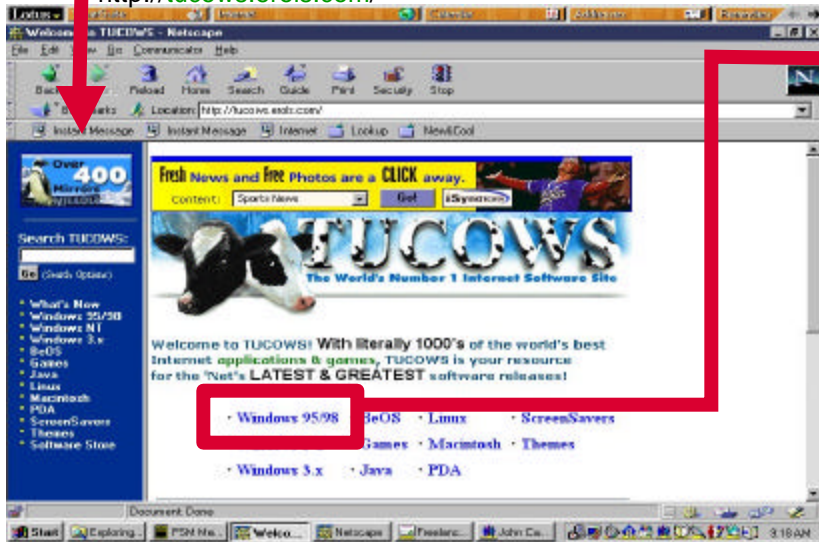 Lotus
Calendar
Welcome to TUCOWS - Netscape
File Edit View Go Communicator Help
Back Reload Home Search Guide Print Security Stop
Location: http://tucows.erols.com/
Instant Message Instant Message Internet Lookup New&Cool
Over
400
Mirrors
Fresh News and Free Photos are a CLICK away.
Content: Sports News Go!
Search TUCOWS:
Go (Search Options)
TUCOWS
The World's Number 1 Internet Software Site
* What's New
* Windows 95/98
* Windows NT
* Windows 3.x
* BeOS
* Games
* Java
* Linux
* Macintosh
* PDA
* ScreenSavers
* Themes
* Software Store
Welcome to TUCOWS! With literally 1000's of the world's best
Internet applications & games, TUCOWS is your resource
for the 'Net's LATEST & GREATEST software releases!
· Windows 95/98 BeOS · Linux · ScreenSavers
Games · Macintosh · Themes
· Windows 3.x · Java · PDA
Document: Done
Start Exploring... Welco... Netscape Freelanc... John Ca... 9:18 AM